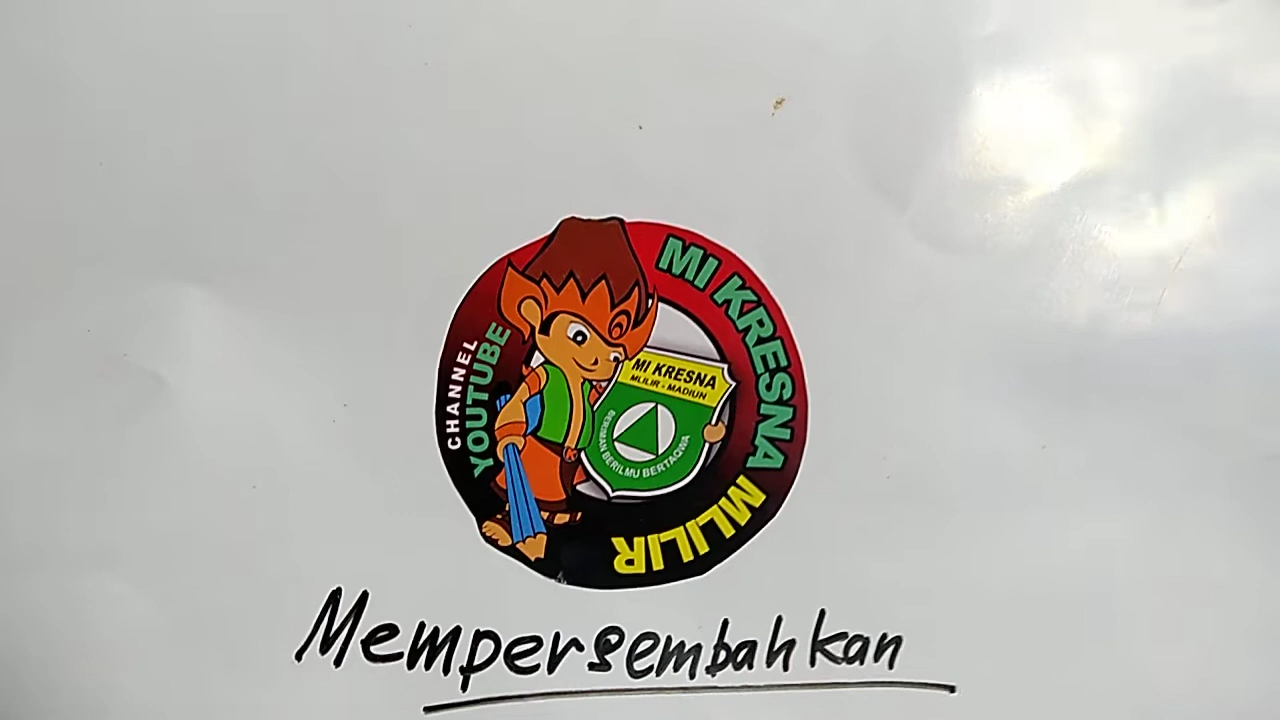 CHANNEL
YOUTUBE
MI KRESNA MLILIR
MI KRESNA
MLILIR - MADIUN
BERIMAN BERILMU BERTAQWA
Mempersembahkan